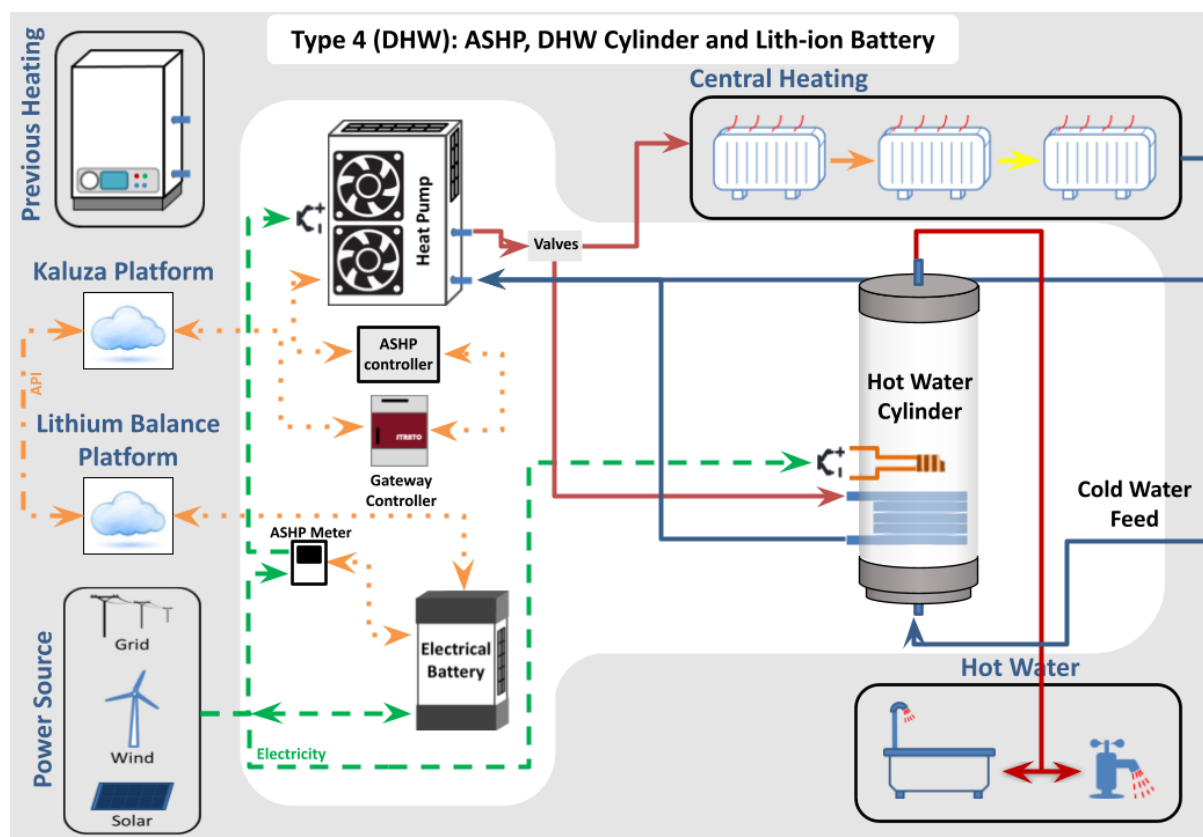 Type 4 (DHW): ASHP, DHW Cylinder and Lith-ion Battery
Previous Heating
Central Heating
Heat Pump
Valves
Kaluza Platform
ASHP
controller
API
Hot Water
Cylinder
STRATO
Gateway
Controller
Lithium Balance
Platform
Cold Water
Feed
ASHP Meter
Power Source
Grid
Wind
Solar
Electrical
Battery
Electricity
Hot Water